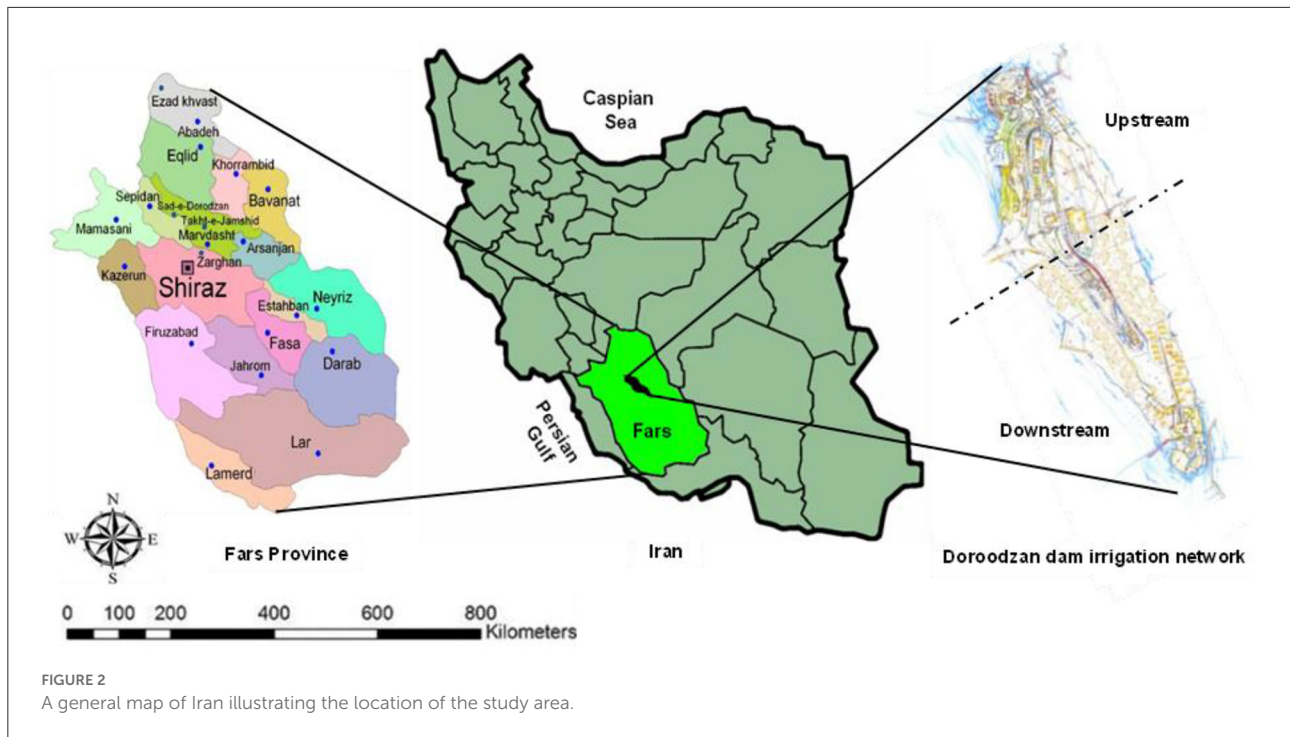 Ezad khvast
Abadeh
Eqlid
Khorrambid
Bavanat
Sepidan
Sad-e-Dorodzan
Takht-e-Jamshid
Mamasani
Marvdasht
Arsanjan
Zarghan
Kazerun
Shiraz
Neyriz
Estahban
Firuzabad
Fasa
Darab
Jahrom
Lar
Lamerd
N
W
E
S
Fars Province
Caspian
Sea
Persian
Gulf
Fars
Iran
Upstream
Downstream
Doroodzan dam irrigation network
0 100 200 400 600 800
Kilometers
FIGURE 2
A general map of Iran illustrating the location of the study area.